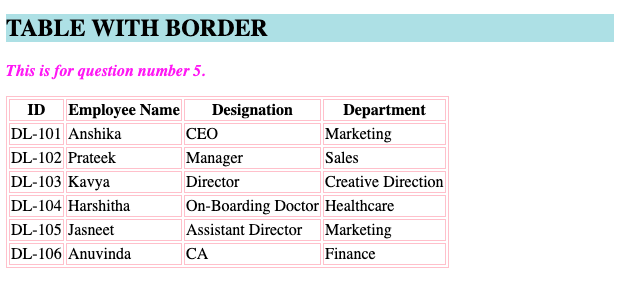 TABLE WITH BORDER
This is for question number 5.
ID Employee Name Designation Department
DL-101 Anshika CEO Marketing
DL-102 Prateek Manager Sales
DL-103 Kavya Director Creative Direction
DL-104 Harshitha On-Boarding Doctor Healthcare
DL-105 Jasneet Assistant Director Marketing
DL-106 Anuvinda CA Finance